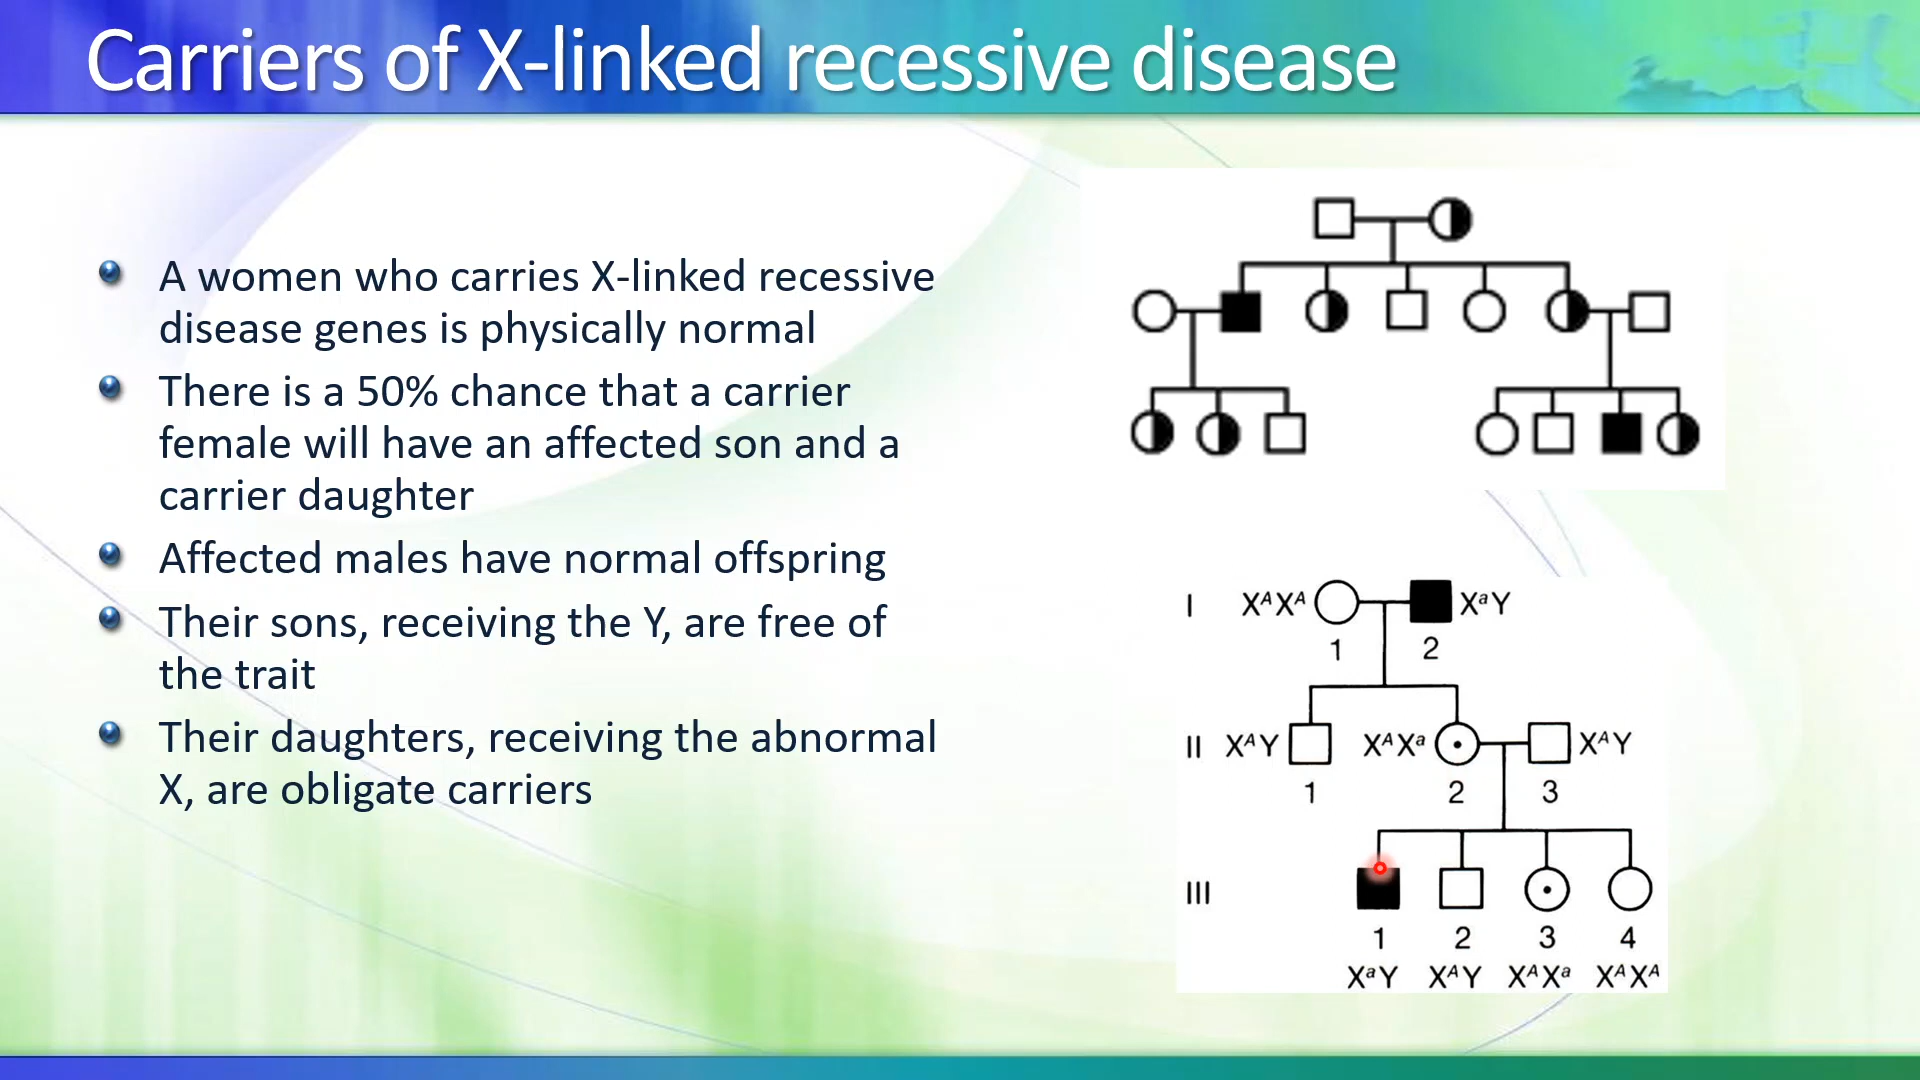 Carriers of X-linked recessive disease
A women who carries X-linked recessive
disease genes is physically normal
There is a 50% chance that a carrier
female will have an affected son and a
carrier daughter
Affected males have normal offspring
Their sons, receiving the Y, are free of
the trait
Their daughters, receiving the abnormal
X, are obligate carriers
I XᴬXᴬ XᵃY
1 2
II XᴬY XᴬXᵃ XᴬY
1 2 3
III
1 2 3 4
XᵃY XᴬY XᴬXᵃ XᴬXᴬ